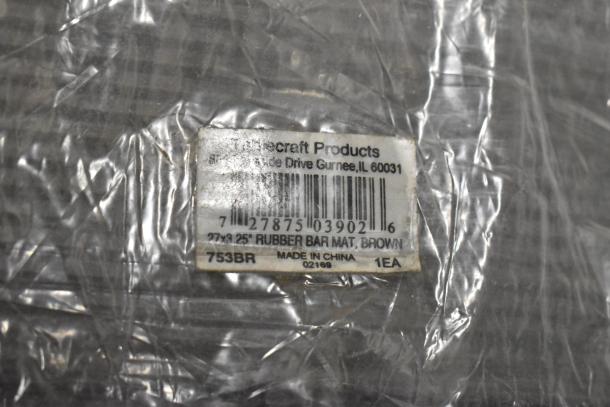 Tablecraft Products
Drive Gurnee,IL 60031
7 27875 03902 6
27x3.25" RUBBER BAR MAT, BROWN
753BR MADE IN CHINA 1EA
02169